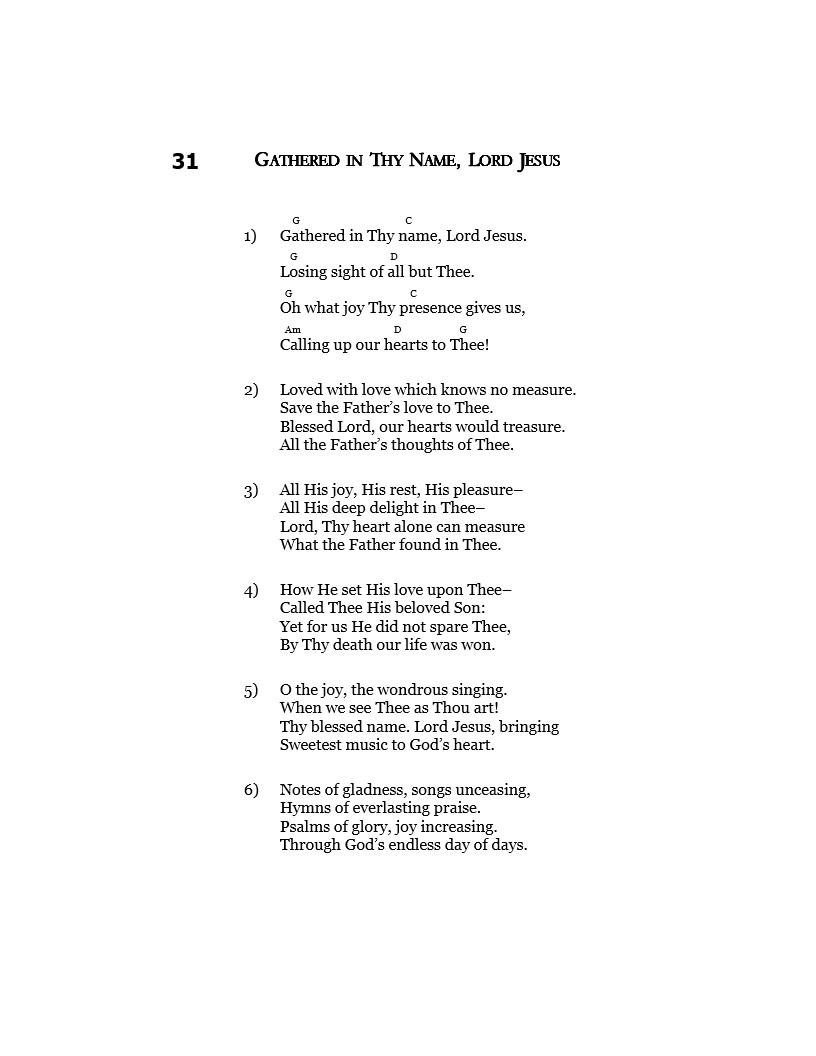 31 GATHERED IN THY NAME, LORD JESUS
G C
1) Gathered in Thy name, Lord Jesus.
G D
Losing sight of all but Thee.
G C
Oh what joy Thy presence gives us,
Am D G
Calling up our hearts to Thee!
2) Loved with love which knows no measure.
Save the Father’s love to Thee.
Blessed Lord, our hearts would treasure.
All the Father’s thoughts of Thee.
3) All His joy, His rest, His pleasure–
All His deep delight in Thee–
Lord, Thy heart alone can measure
What the Father found in Thee.
4) How He set His love upon Thee–
Called Thee His beloved Son:
Yet for us He did not spare Thee,
By Thy death our life was won.
5) O the joy, the wondrous singing.
When we see Thee as Thou art!
Thy blessed name. Lord Jesus, bringing
Sweetest music to God’s heart.
6) Notes of gladness, songs unceasing,
Hymns of everlasting praise.
Psalms of glory, joy increasing.
Through God’s endless day of days.